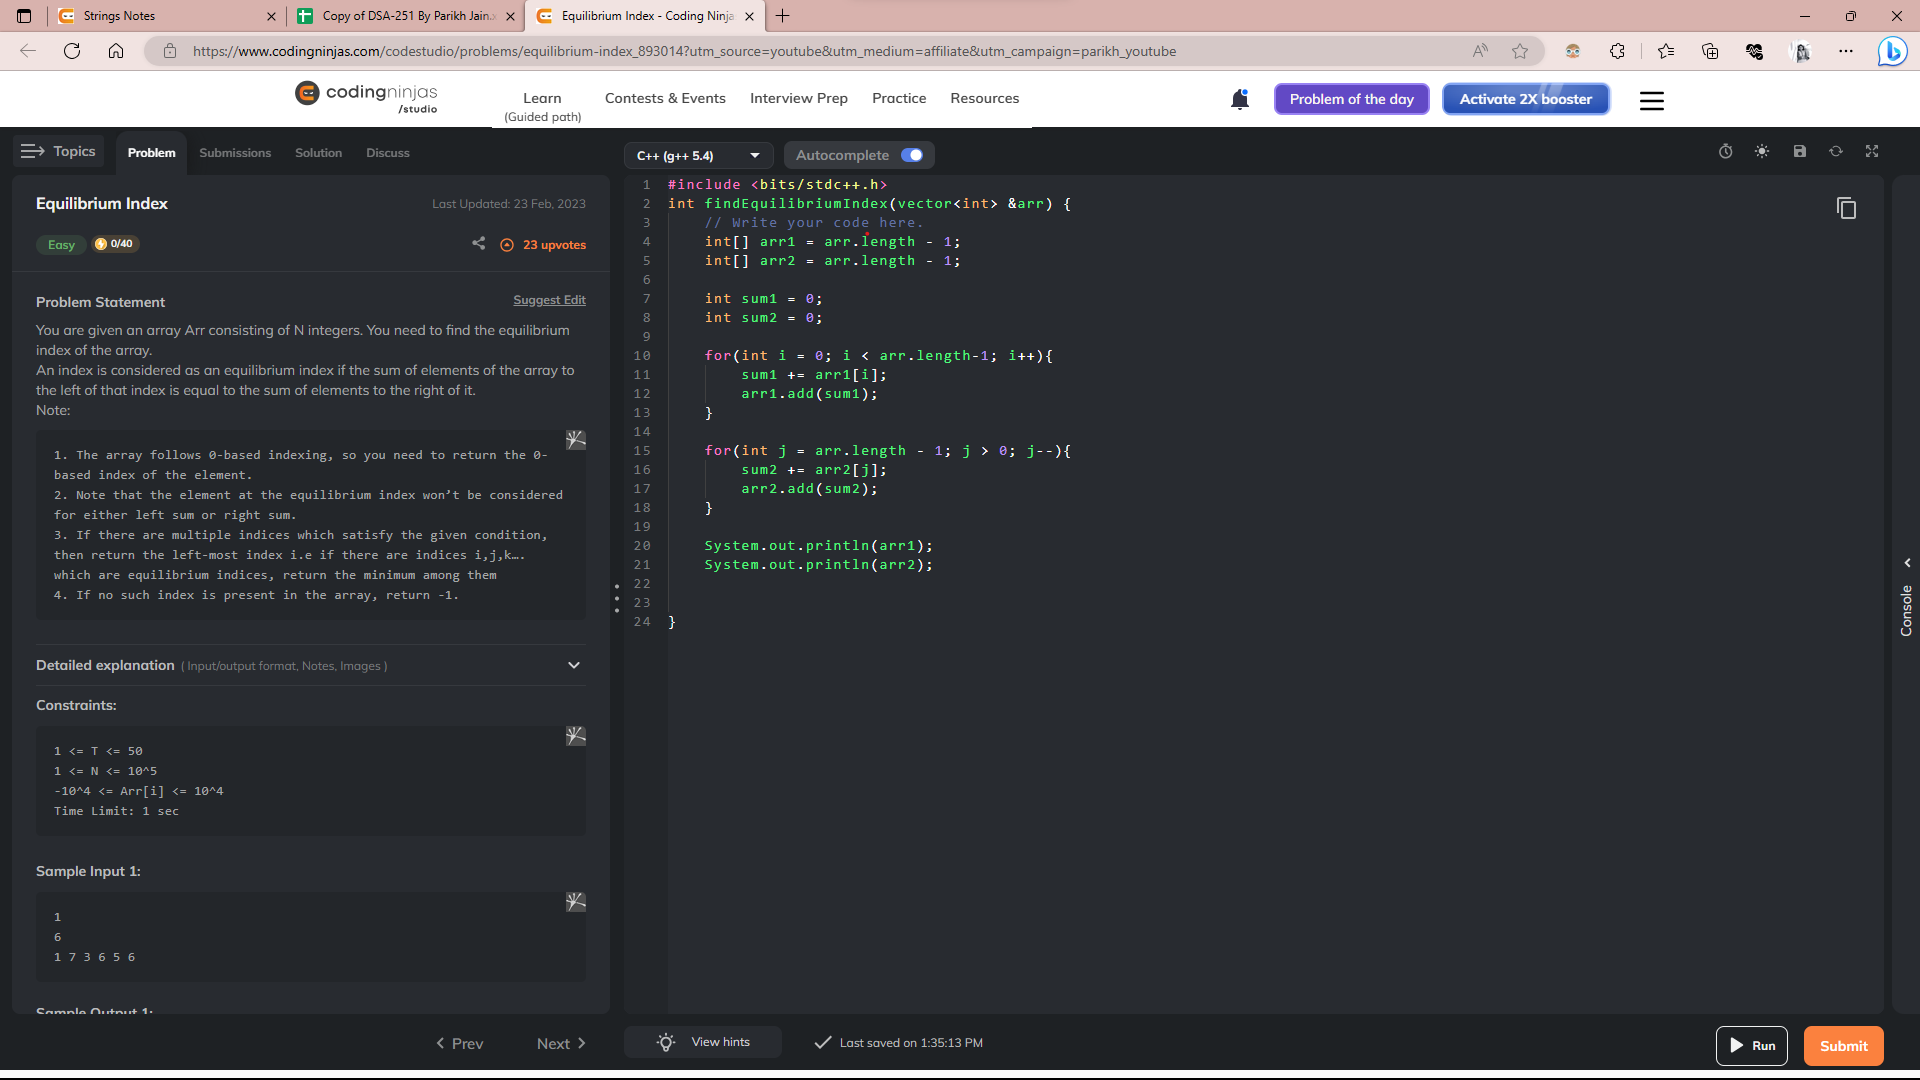 Strings Notes
Copy of DSA-251 By Parikh Jain.x
Equilibrium Index - Coding Ninja
https://www.codingninjas.com/codestudio/problems/equilibrium-index_893014?utm_source=youtube&utm_medium=affiliate&utm_campaign=parikh_youtube
codingninjas
/studio
Learn
(Guided path)
Contests & Events
Interview Prep
Practice
Resources
Problem of the day
Activate 2X booster
Topics
Problem
Submissions
Solution
Discuss
C++ (g++ 5.4)
Autocomplete
Equilibrium Index
Last Updated: 23 Feb, 2023
Easy
0/40
23 upvotes
Problem Statement
Suggest Edit
You are given an array Arr consisting of N integers. You need to find the equilibrium
index of the array.
An index is considered as an equilibrium index if the sum of elements of the array to
the left of that index is equal to the sum of elements to the right of it.
Note:
1. The array follows 0-based indexing, so you need to return the 0-
based index of the element.
2. Note that the element at the equilibrium index won’t be considered
for either left sum or right sum.
3. If there are multiple indices which satisfy the given condition,
then return the left-most index i.e if there are indices i,j,k….
which are equilibrium indices, return the minimum among them
4. If no such index is present in the array, return -1.
Detailed explanation ( Input/output format, Notes, Images )
Constraints:
1 <= T <= 50
1 <= N <= 10^5
-10^4 <= Arr[i] <= 10^4
Time Limit: 1 sec
Sample Input 1:
1
6
1 7 3 6 5 6
Sample Output 1:
Prev
Next
1 #include <bits/stdc++.h>
2 int findEquilibriumIndex(vector<int> &arr) {
3 // Write your code here.
4 int[] arr1 = arr.length - 1;
5 int[] arr2 = arr.length - 1;
6
7 int sum1 = 0;
8 int sum2 = 0;
9
10 for(int i = 0; i < arr.length-1; i++){
11 sum1 += arr1[i];
12 arr1.add(sum1);
13 }
14
15 for(int j = arr.length - 1; j > 0; j--){
16 sum2 += arr2[j];
17 arr2.add(sum2);
18 }
19
20 System.out.println(arr1);
21 System.out.println(arr2);
22
23
24 }
Console
View hints
Last saved on 1:35:13 PM
Run
Submit